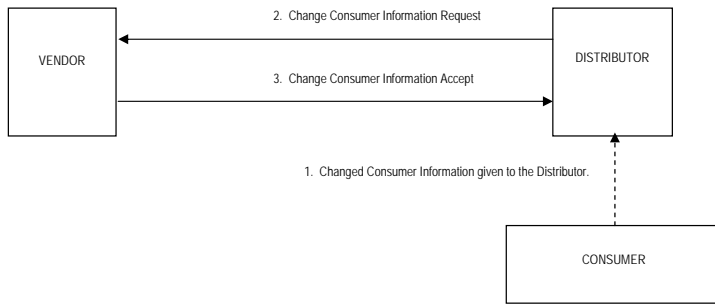 2. Change Consumer Information Request
VENDOR
DISTRIBUTOR
3. Change Consumer Information Accept
1. Changed Consumer Information given to the Distributor.
CONSUMER